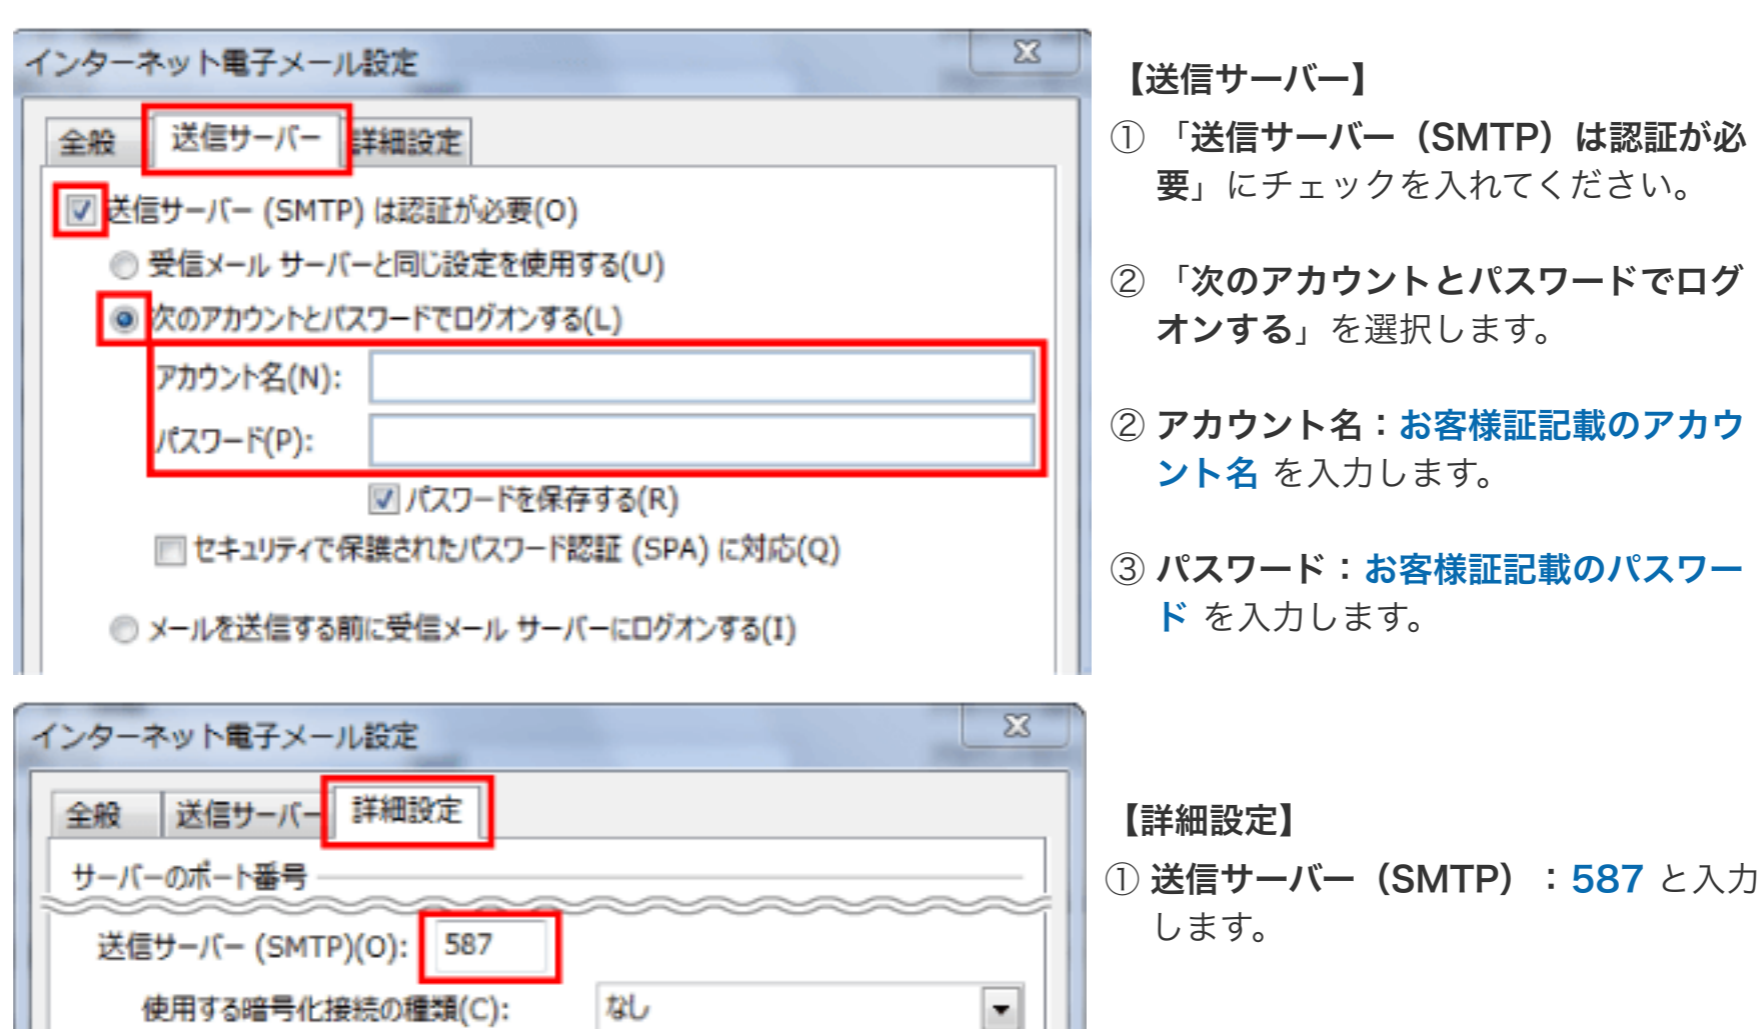 インターネット電子メール設定
全般 送信サーバー 詳細設定
送信サーバー (SMTP) は認証が必要(O)
受信メール サーバーと同じ設定を使用する(U)
次のアカウントとパスワードでログオンする(L)
アカウント名(N):
パスワード(P):
パスワードを保存する(R)
セキュリティで保護されたパスワード認証 (SPA) に対応(Q)
メールを送信する前に受信メール サーバーにログオンする(I)
【送信サーバー】
① 「送信サーバー（SMTP）は認証が必
要」にチェックを入れてください。
② 「次のアカウントとパスワードでログ
オンする」を選択します。
② アカウント名：お客様証記載のアカウ
ント名 を入力します。
③ パスワード：お客様証記載のパスワー
ド を入力します。
インターネット電子メール設定
全般 送信サーバー 詳細設定
サーバーのポート番号
送信サーバー (SMTP)(O): 587
使用する暗号化接続の種類(C): なし
【詳細設定】
① 送信サーバー（SMTP）：587 と入力
します。